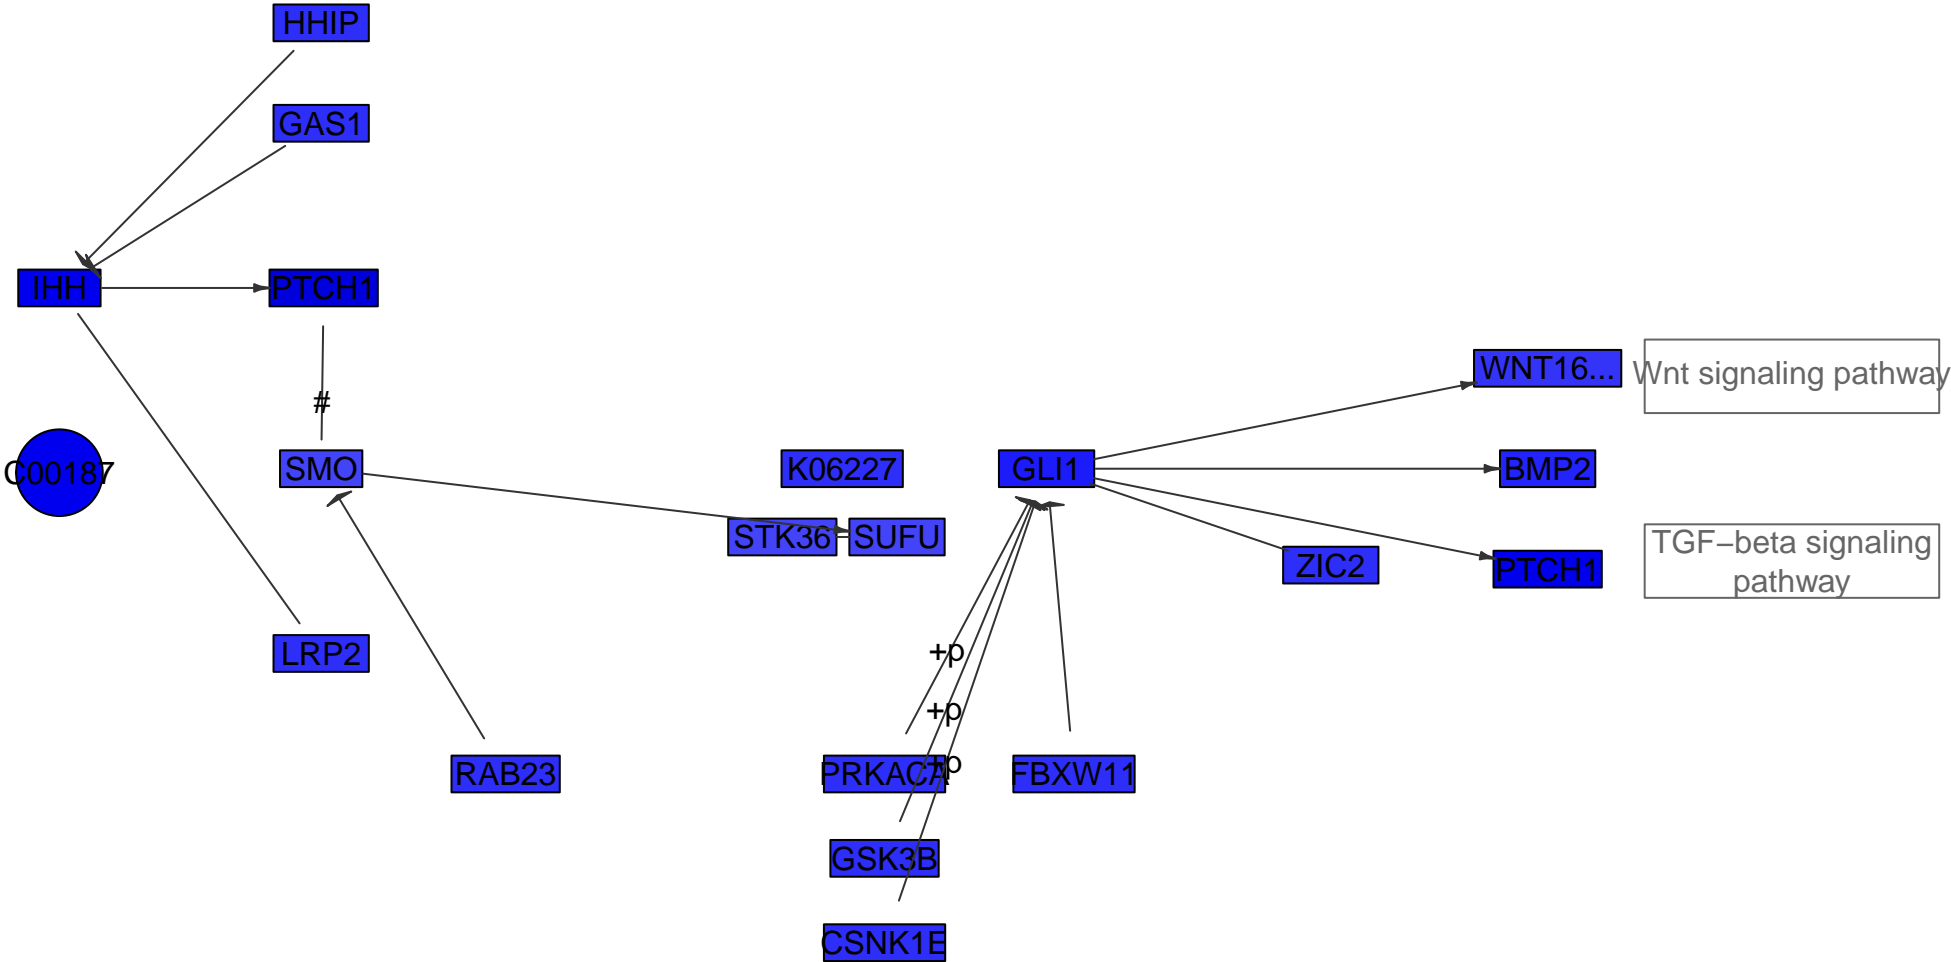 HHIP
GAS1
IHH
PTCH1
#
WNT16...
Wnt signaling pathway
C00187
SMO
K06227
GLI1
BMP2
STK36
SUFU
ZIC2
PTCH1
TGF−beta signaling
pathway
LRP2
+p
+p
+p
RAB23
PRKACA
FBXW11
GSK3B
CSNK1E